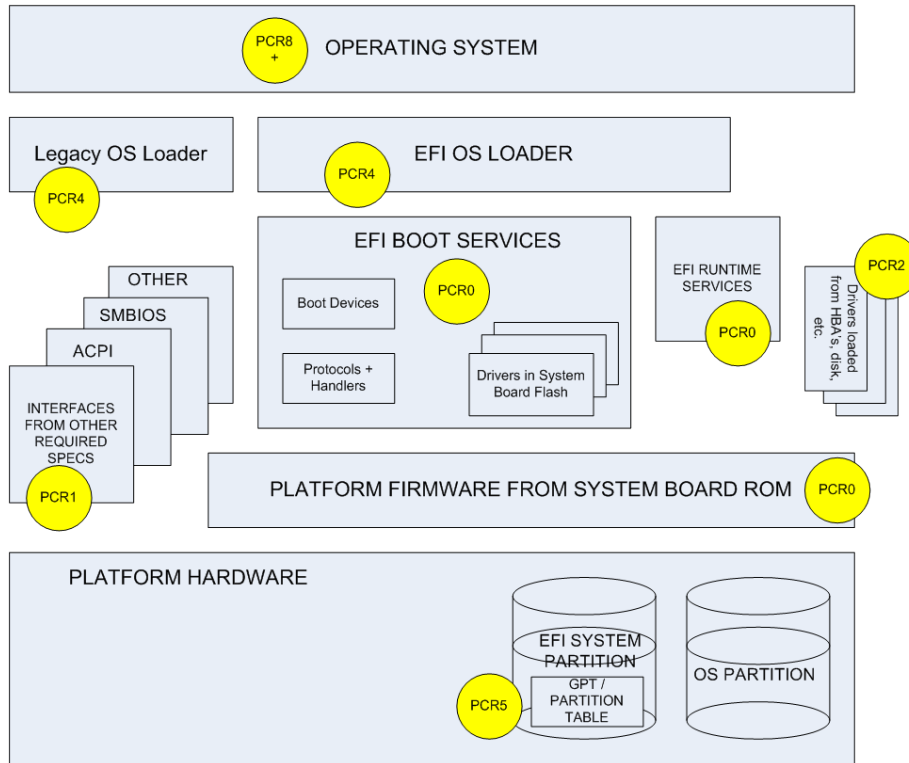 PCR8
+
OPERATING SYSTEM
Legacy OS Loader
PCR4
EFI OS LOADER
PCR4
EFI BOOT SERVICES
Boot Devices
PCR0
Protocols +
Handlers
Drivers in System
Board Flash
EFI RUNTIME
SERVICES
PCR0
PCR2
Drivers loaded
from HBA's, disk,
etc.
OTHER
SMBIOS
ACPI
INTERFACES
FROM OTHER
REQUIRED
SPECS
PCR1
PLATFORM FIRMWARE FROM SYSTEM BOARD ROM
PCR0
PLATFORM HARDWARE
EFI SYSTEM
PARTITION
GPT /
PARTITION
TABLE
PCR5
OS PARTITION